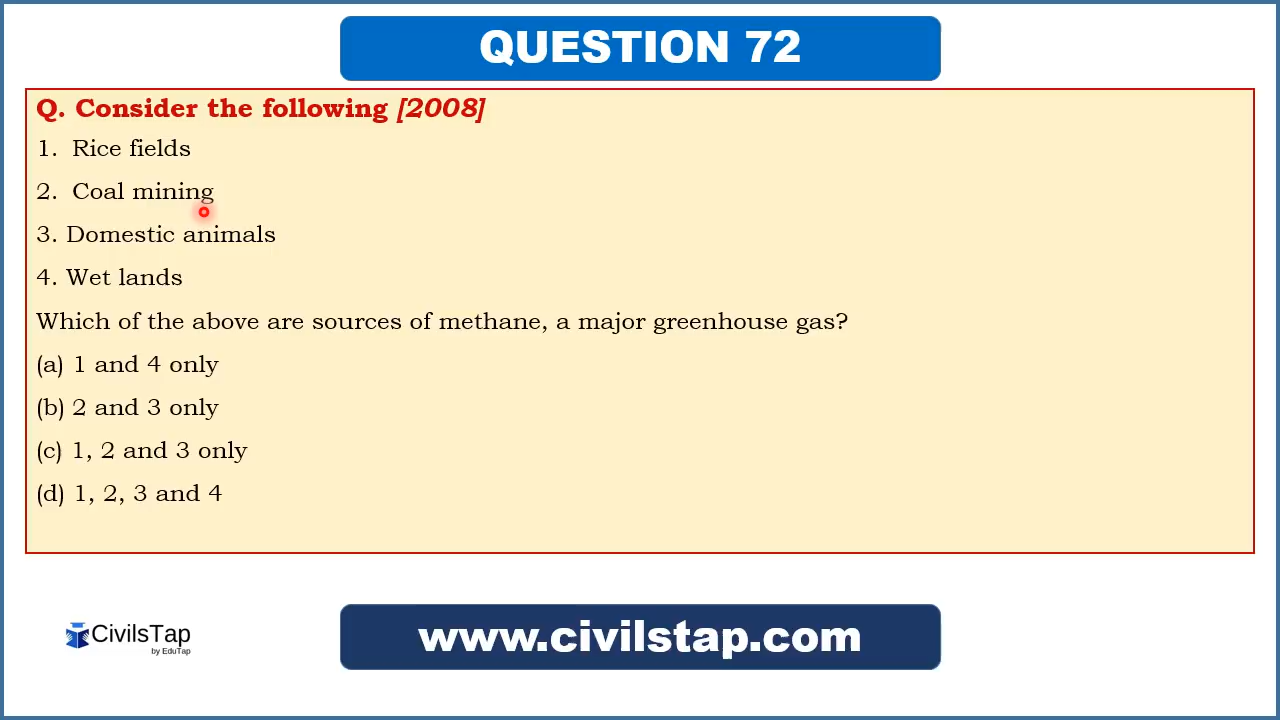 QUESTION 72
Q. Consider the following [2008]
1. Rice fields
2. Coal mining
3. Domestic animals
4. Wet lands
Which of the above are sources of methane, a major greenhouse gas?
(a) 1 and 4 only
(b) 2 and 3 only
(c) 1, 2 and 3 only
(d) 1, 2, 3 and 4
CivilsTap
by EduTap
www.civilstap.com